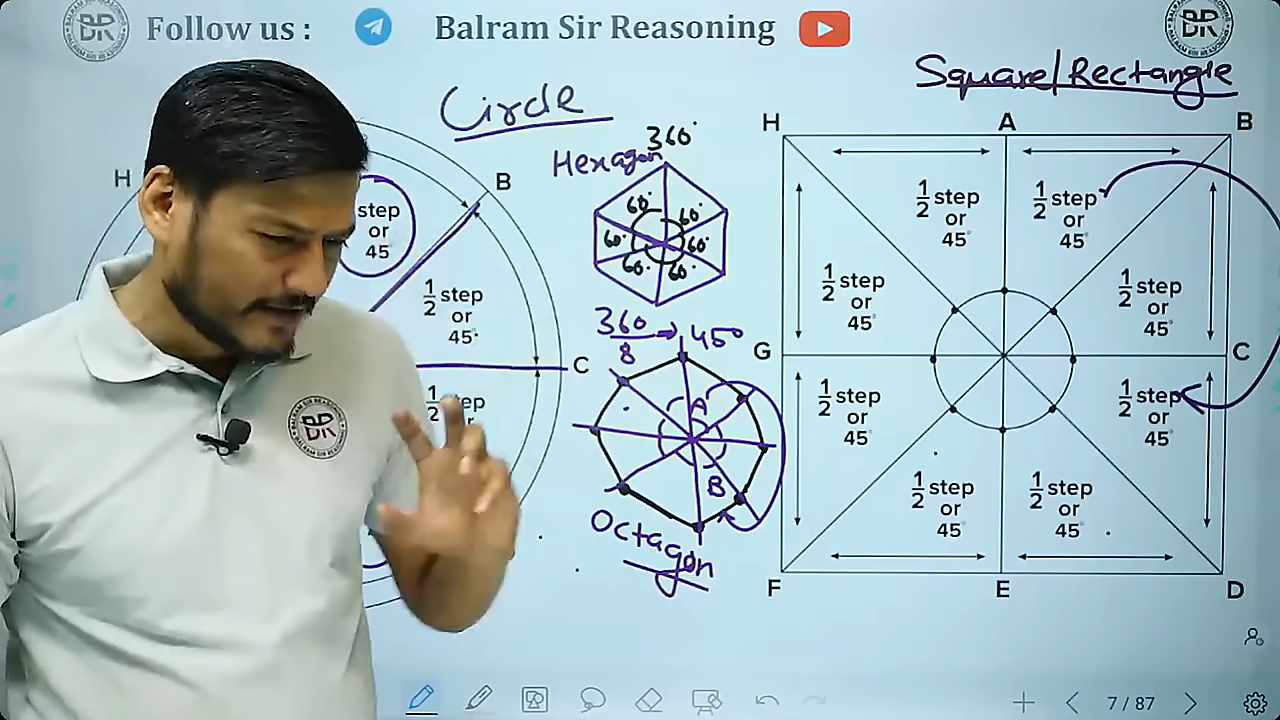 Follow us :
Balram Sir Reasoning
BR
BR
Square/Rectangle
Circle
H
B
step
or
45°
1/2 step
or
45°
C
Hexagon
360°
60°
60°
60°
60°
60°
60°
360/8 → 45°
A
B
Octagon
H
A
B
1/2 step
or
45°
1/2 step
or
45°
1/2 step
or
45°
1/2 step
or
45°
G
C
1/2 step
or
45°
1/2 step
or
45°
1/2 step
or
45°
1/2 step
or
45°
F
E
D
BR
7 / 87